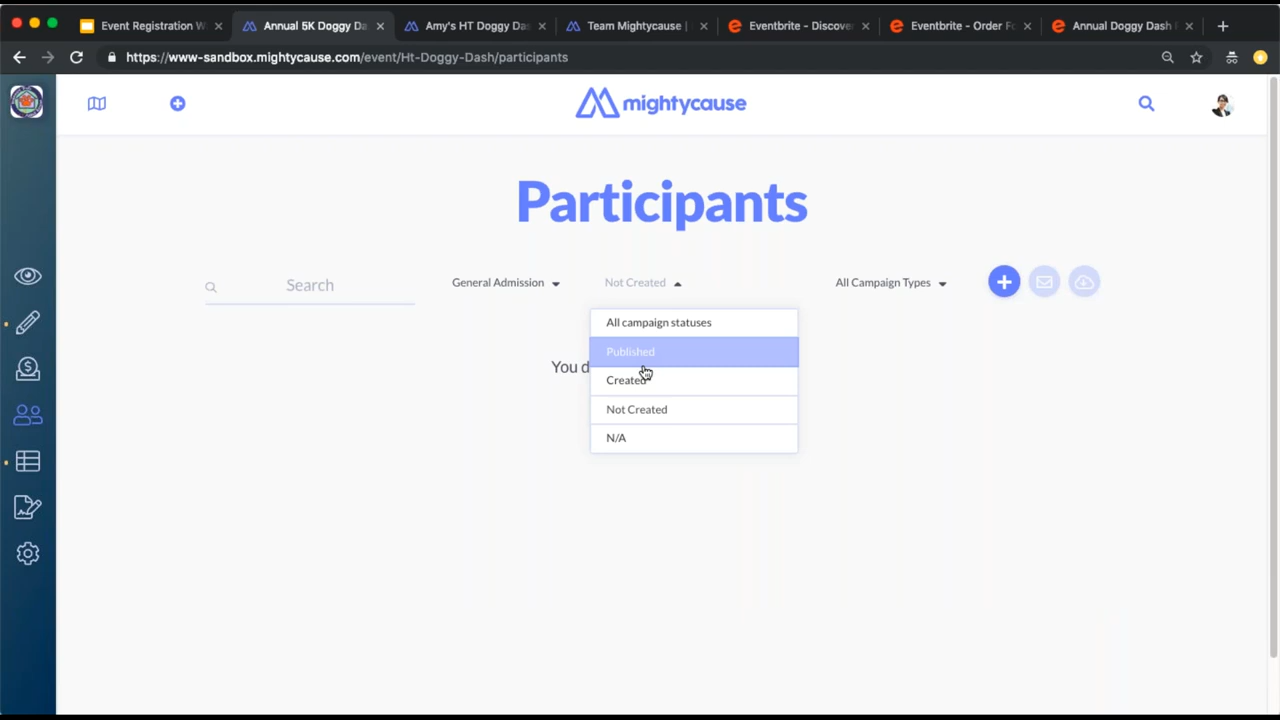 Event Registration W
Annual 5K Doggy Da
Amy's HT Doggy Das
Team Mightycause |
Eventbrite - Discove
Eventbrite - Order Fo
Annual Doggy Dash
https://www-sandbox.mightycause.com/event/Ht-Doggy-Dash/participants
mightycause
Participants
Search
General Admission
Not Created
All Campaign Types
All campaign statuses
Published
You d
Created
Not Created
N/A